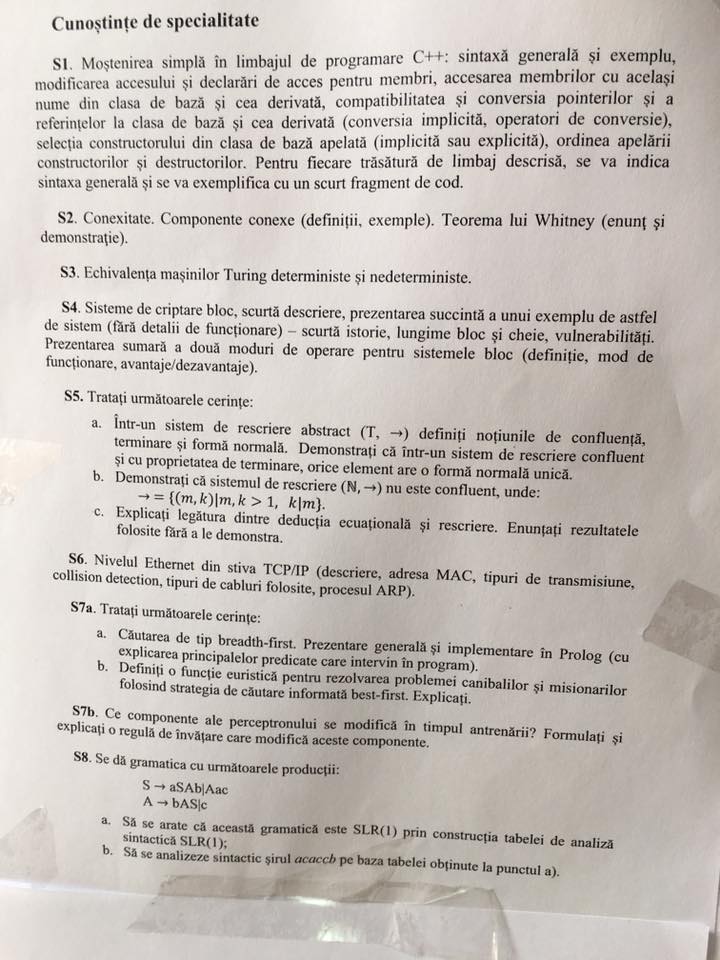 Cunoștințe de specialitate
S1. Moștenirea simplă în limbajul de programare C++: sintaxă generală și exemplu,
modificarea accesului și declarări de acces pentru membri, accesarea membrilor cu același
nume din clasa de bază și cea derivată, compatibilitatea și conversia pointerilor și a
referințelor la clasa de bază și cea derivată (conversia implicită, operatori de conversie),
selecția constructorului din clasa de bază apelată (implicită sau explicită), ordinea apelării
constructorilor și destructorilor. Pentru fiecare trăsătură de limbaj descrisă, se va indica
sintaxa generală și se va exemplifica cu un scurt fragment de cod.
S2. Conexitate. Componente conexe (definiții, exemple). Teorema lui Whitney (enunț și
demonstrație).
S3. Echivalența mașinilor Turing deterministe și nedeterministe.
S4. Sisteme de criptare bloc, scurtă descriere, prezentarea succintă a unui exemplu de astfel
de sistem (fără detalii de funcționare) – scurtă istorie, lungime bloc și cheie, vulnerabilități.
Prezentarea sumară a două moduri de operare pentru sistemele bloc (definiție, mod de
funcționare, avantaje/dezavantaje).
S5. Tratați următoarele cerințe:
a. Într-un sistem de rescriere abstract (T, →) definiți noțiunile de confluență,
terminare și formă normală. Demonstrați că într-un sistem de rescriere confluent
și cu proprietatea de terminare, orice element are o formă normală unică.
b. Demonstrați că sistemul de rescriere (ℕ, →) nu este confluent, unde:
→ = {(m, k)|m, k > 1, k|m}.
c. Explicați legătura dintre deducția ecuațională și rescriere. Enunțați rezultatele
folosite fără a le demonstra.
S6. Nivelul Ethernet din stiva TCP/IP (descriere, adresa MAC, tipuri de transmisiune,
collision detection, tipuri de cabluri folosite, procesul ARP).
S7a. Tratați următoarele cerințe:
a. Căutarea de tip breadth-first. Prezentare generală și implementare în Prolog (cu
explicarea principalelor predicate care intervin în program).
b. Definiți o funcție euristică pentru rezolvarea problemei canibalilor și misionarilor
folosind strategia de căutare informată best-first. Explicați.
S7b. Ce componente ale perceptronului se modifică în timpul antrenării? Formulați și
explicați o regulă de învățare care modifică aceste componente.
S8. Se dă gramatica cu următoarele producții:
S → aSAb|Aac
A → bAS|c
a. Să se arate că această gramatică este SLR(1) prin construcția tabelei de analiză
sintactică SLR(1);
b. Să se analizeze sintactic șirul acaccb pe baza tabelei obținute la punctul a).